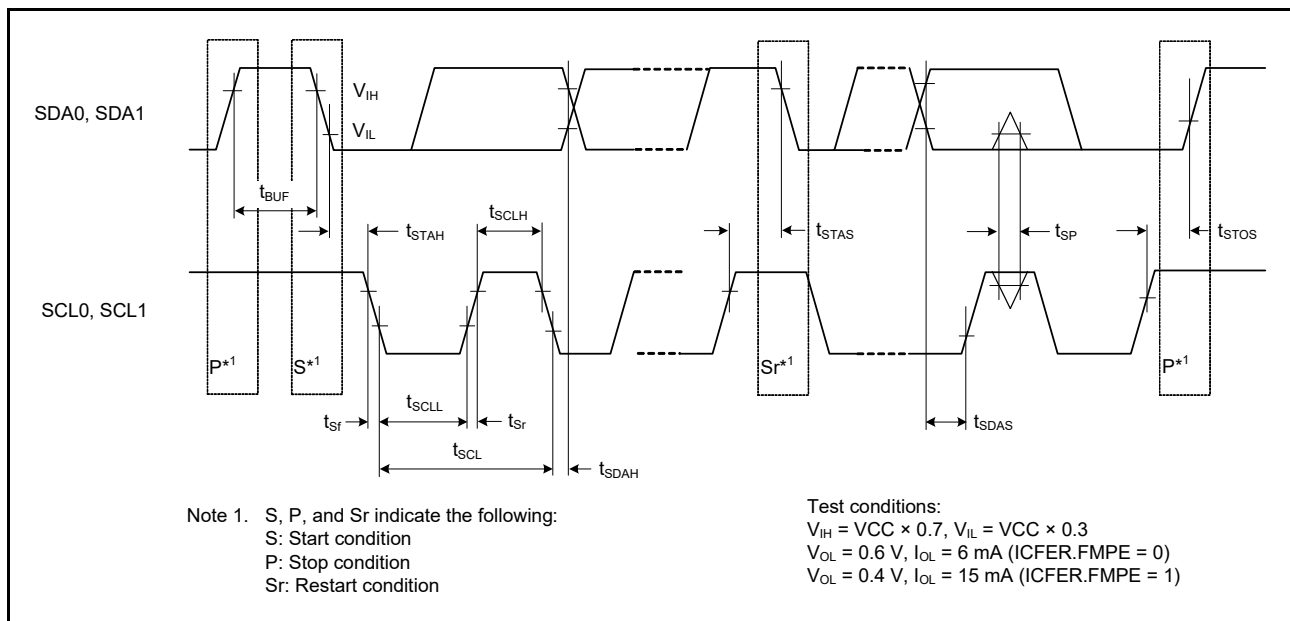 SDA0, SDA1
VIH
VIL
tBUF
tSTAH
tSCLH
tSTAS
tSP
tSTOS
SCL0, SCL1
P*1
S*1
Sr*1
P*1
tSf
tSCLL
tSr
tSCL
tSDAH
tSDAS
Note 1. S, P, and Sr indicate the following:
S: Start condition
P: Stop condition
Sr: Restart condition
Test conditions:
VIH = VCC × 0.7, VIL = VCC × 0.3
VOL = 0.6 V, IOL = 6 mA (ICFER.FMPE = 0)
VOL = 0.4 V, IOL = 15 mA (ICFER.FMPE = 1)